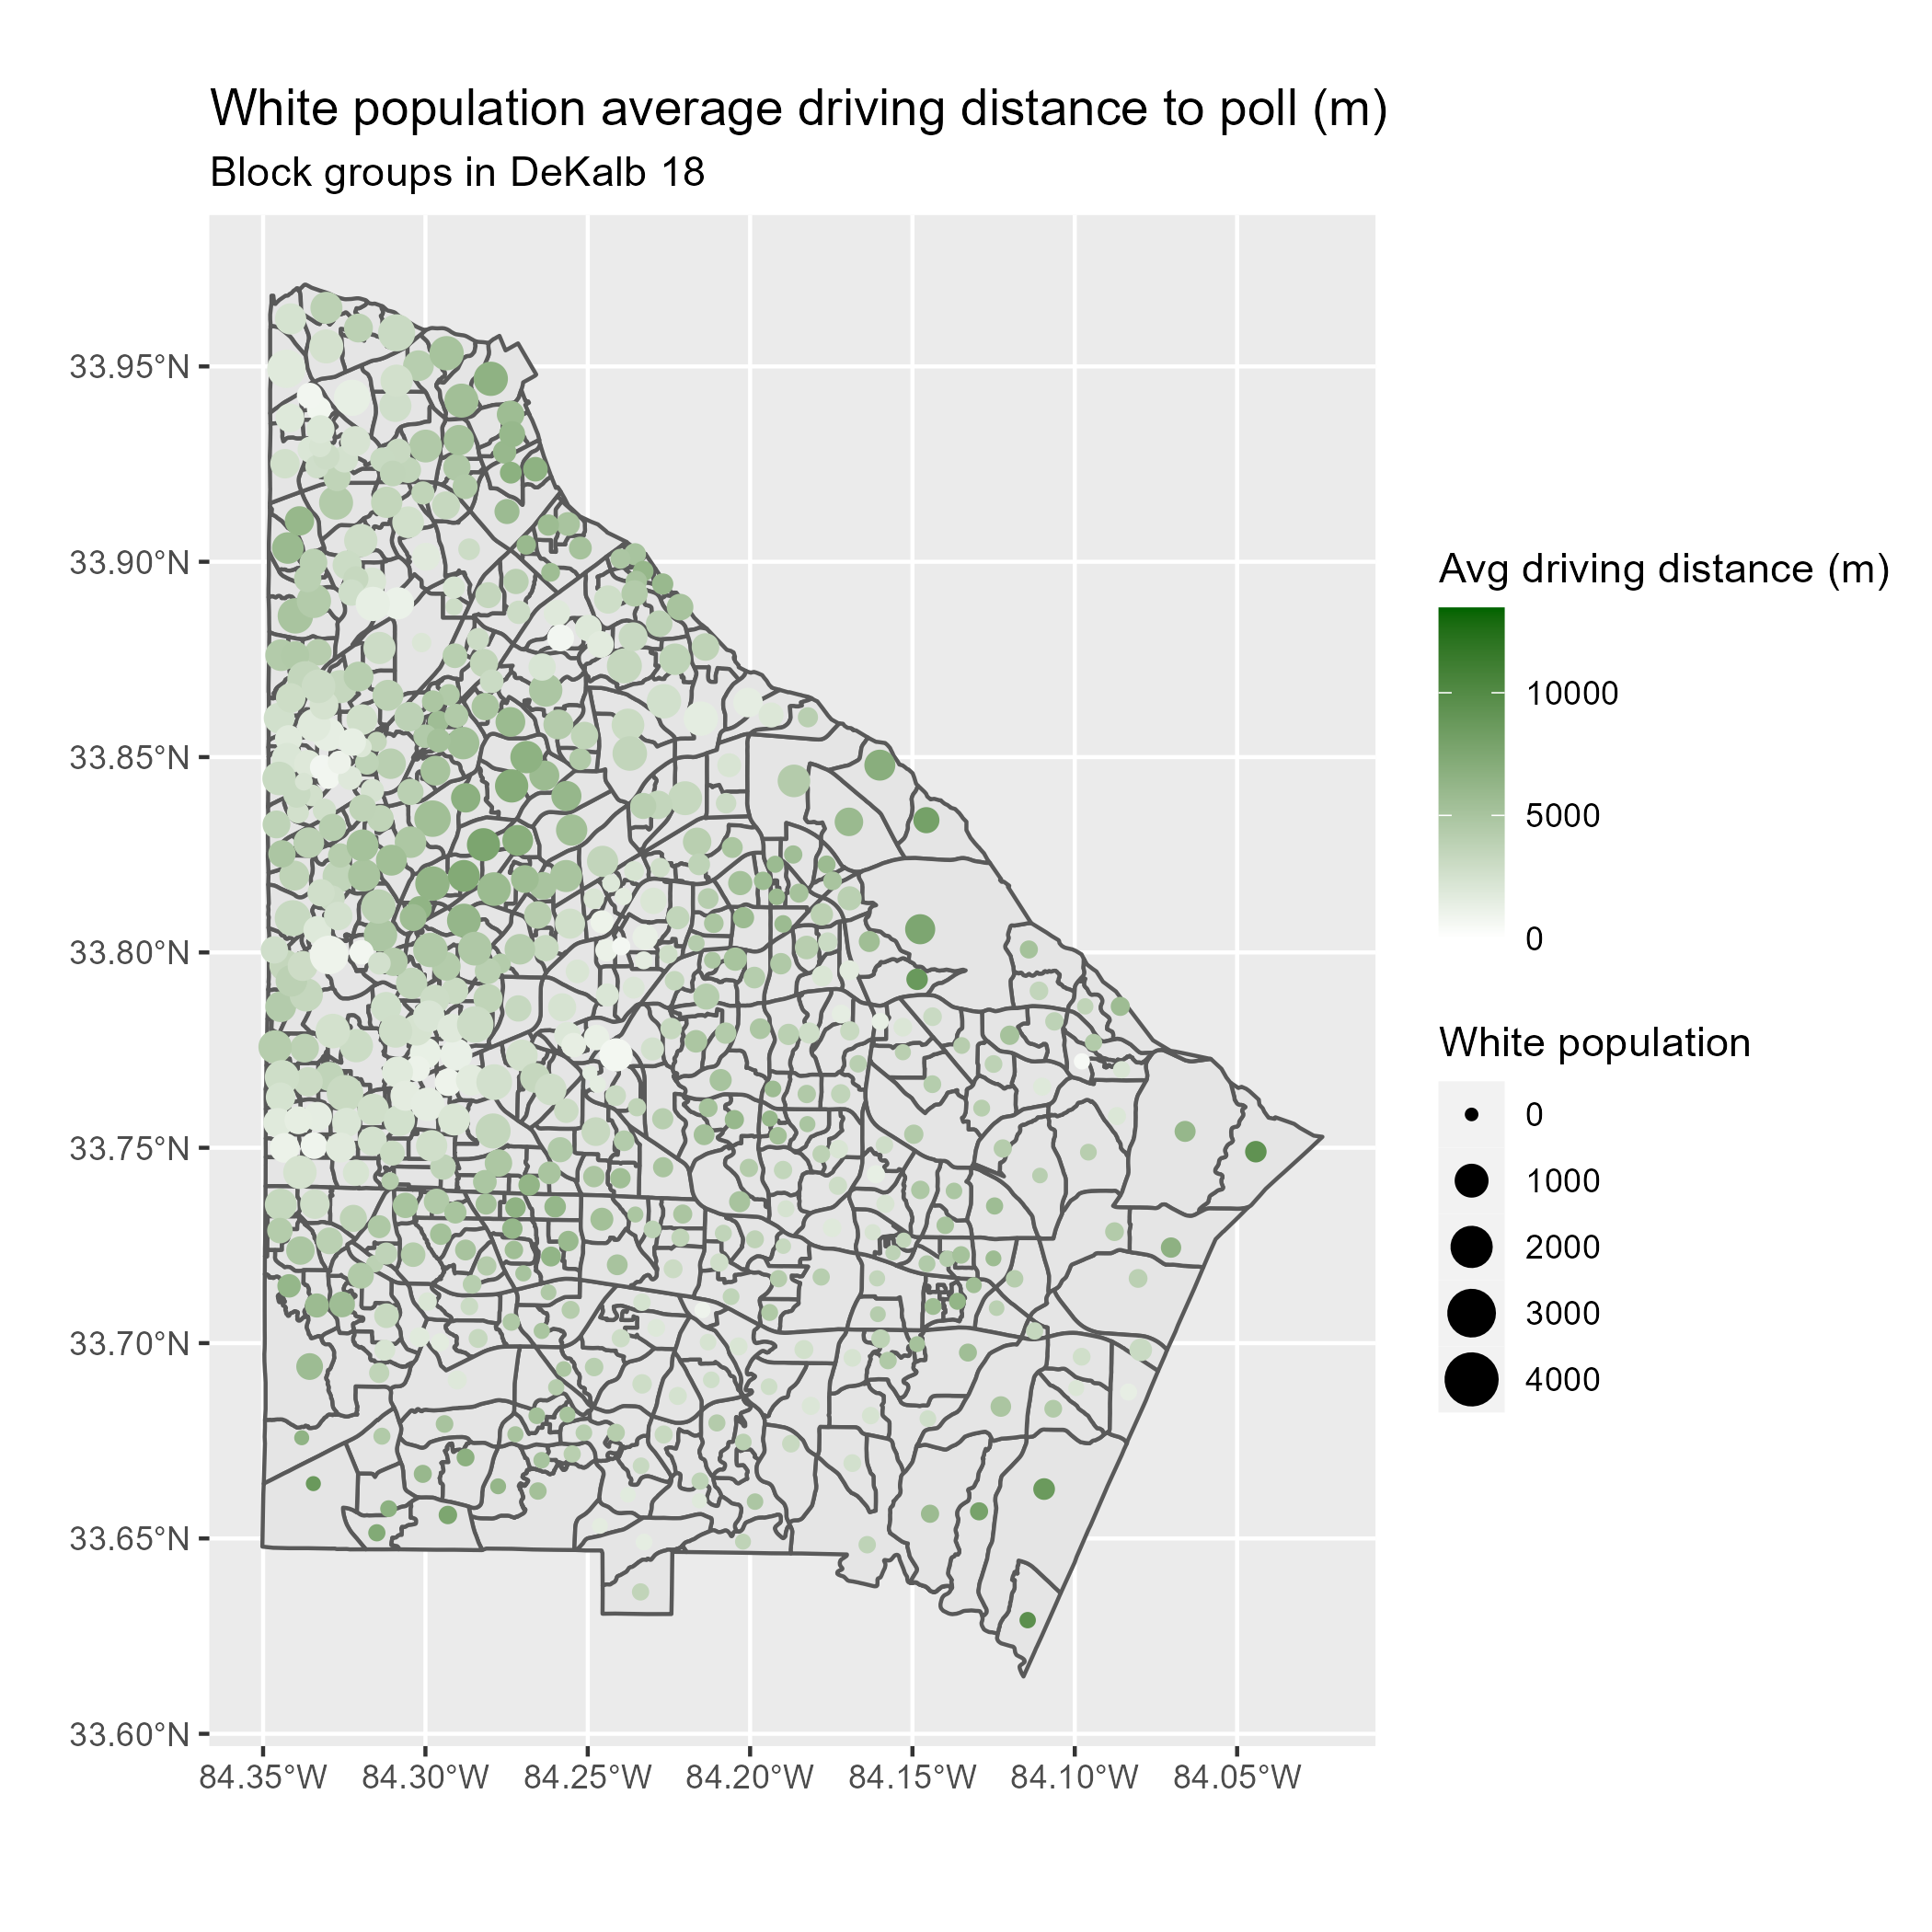 White population average driving distance to poll (m)
Block groups in DeKalb 18
33.95°N
33.90°N
33.85°N
33.80°N
33.75°N
33.70°N
33.65°N
33.60°N
84.35°W
84.30°W
84.25°W
84.20°W
84.15°W
84.10°W
84.05°W
Avg driving distance (m)
10000
5000
0
White population
0
1000
2000
3000
4000